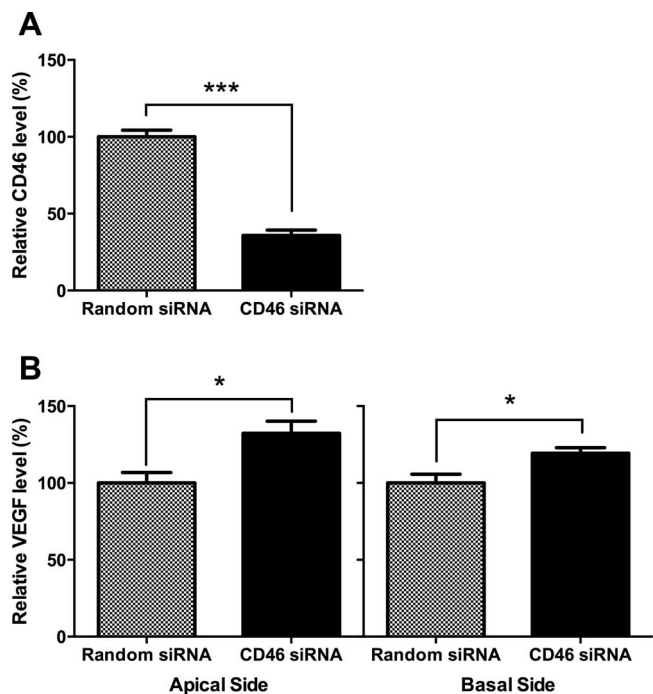 A
Relative CD46 level (%)
150
100
50
0
***
Random siRNA
CD46 siRNA
B
Relative VEGF level (%)
150
100
50
0
*
*
Random siRNA
CD46 siRNA
Random siRNA
CD46 siRNA
Apical Side
Basal Side